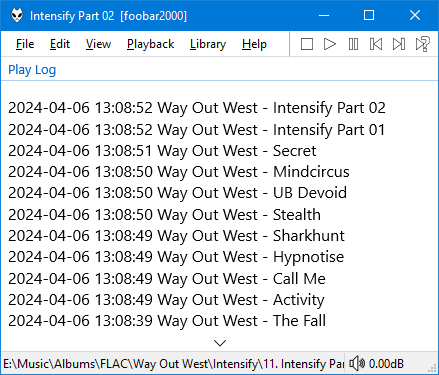 Intensify Part 02 [foobar2000]
File Edit View Playback Library Help
Play Log
2024-04-06 13:08:52 Way Out West - Intensify Part 02
2024-04-06 13:08:52 Way Out West - Intensify Part 01
2024-04-06 13:08:51 Way Out West - Secret
2024-04-06 13:08:50 Way Out West - Mindcircus
2024-04-06 13:08:50 Way Out West - UB Devoid
2024-04-06 13:08:50 Way Out West - Stealth
2024-04-06 13:08:49 Way Out West - Sharkhunt
2024-04-06 13:08:49 Way Out West - Hypnotise
2024-04-06 13:08:49 Way Out West - Call Me
2024-04-06 13:08:49 Way Out West - Activity
2024-04-06 13:08:39 Way Out West - The Fall
E:\Music\Albums\FLAC\Way Out West\Intensify\11. Intensify Par 0.00dB